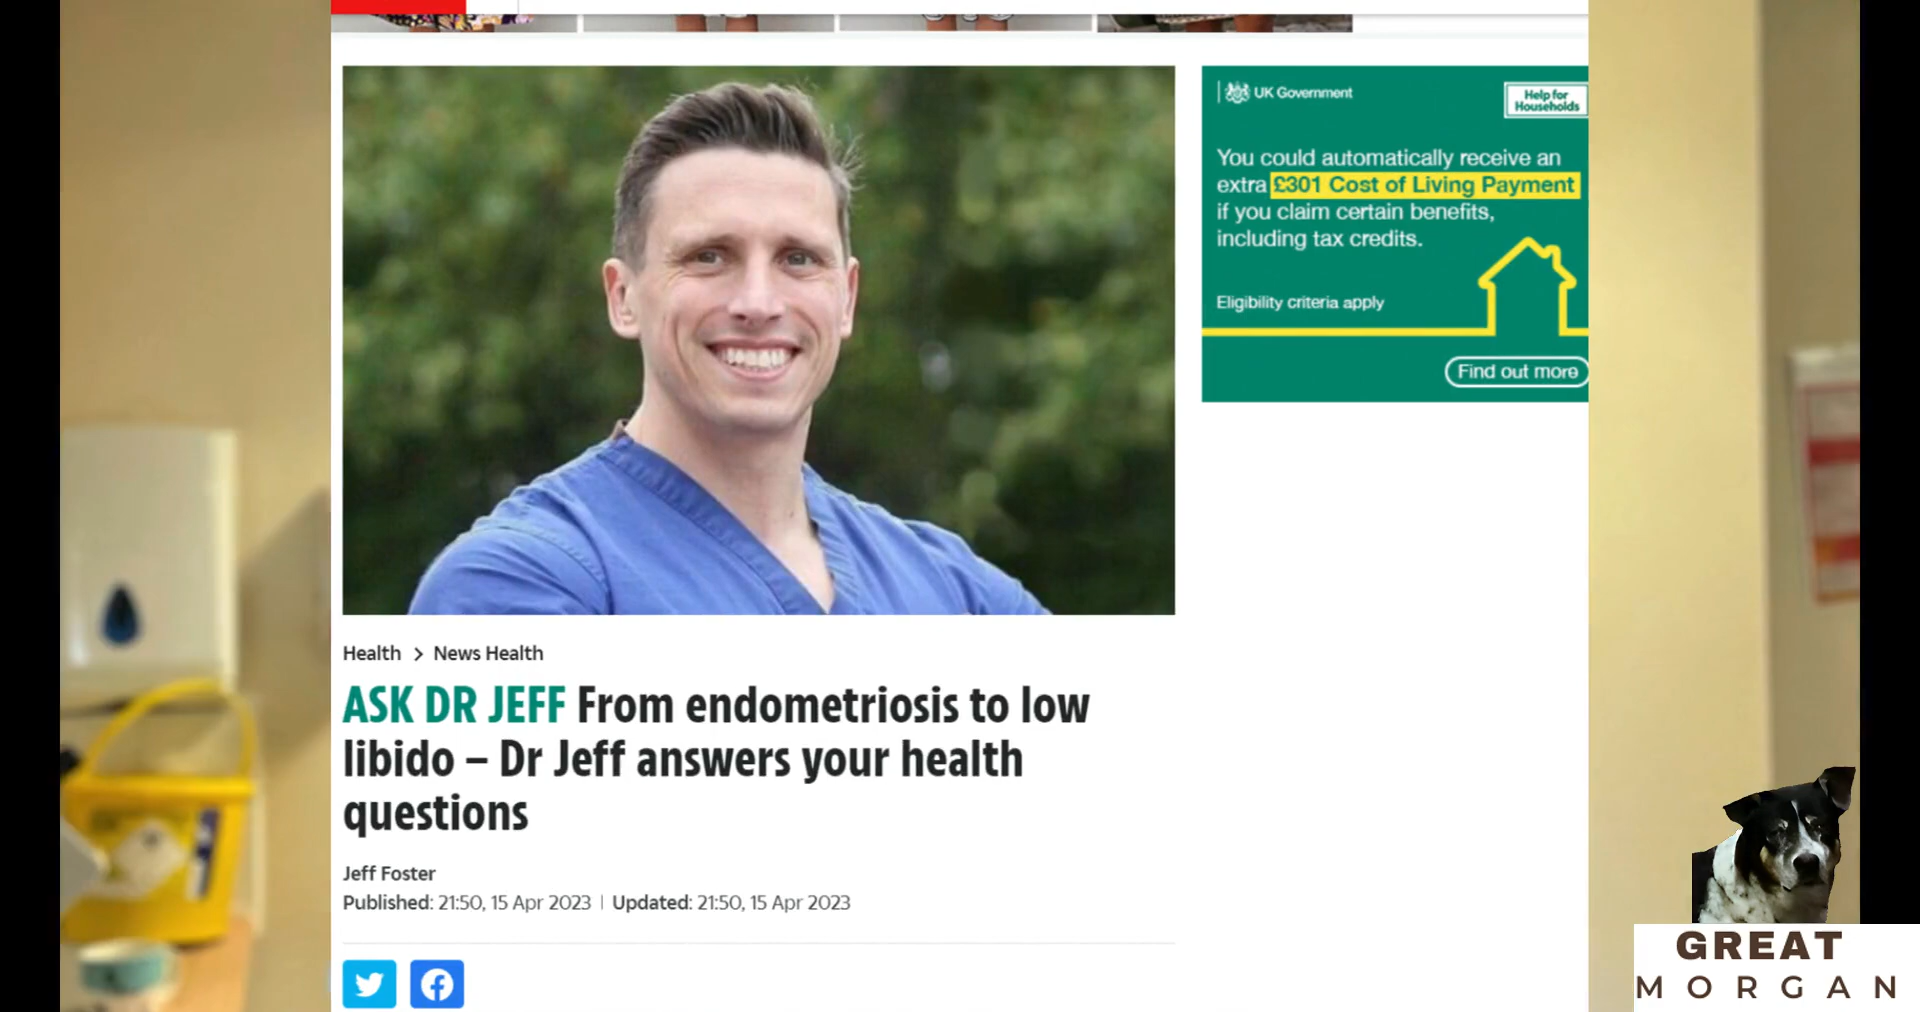 UK Government
Help for
Households
You could automatically receive an
extra £301 Cost of Living Payment
if you claim certain benefits,
including tax credits.
Eligibility criteria apply
Find out more
Health > News Health
ASK DR JEFF From endometriosis to low
libido – Dr Jeff answers your health
questions
Jeff Foster
Published: 21:50, 15 Apr 2023 | Updated: 21:50, 15 Apr 2023
GREAT
MORGAN